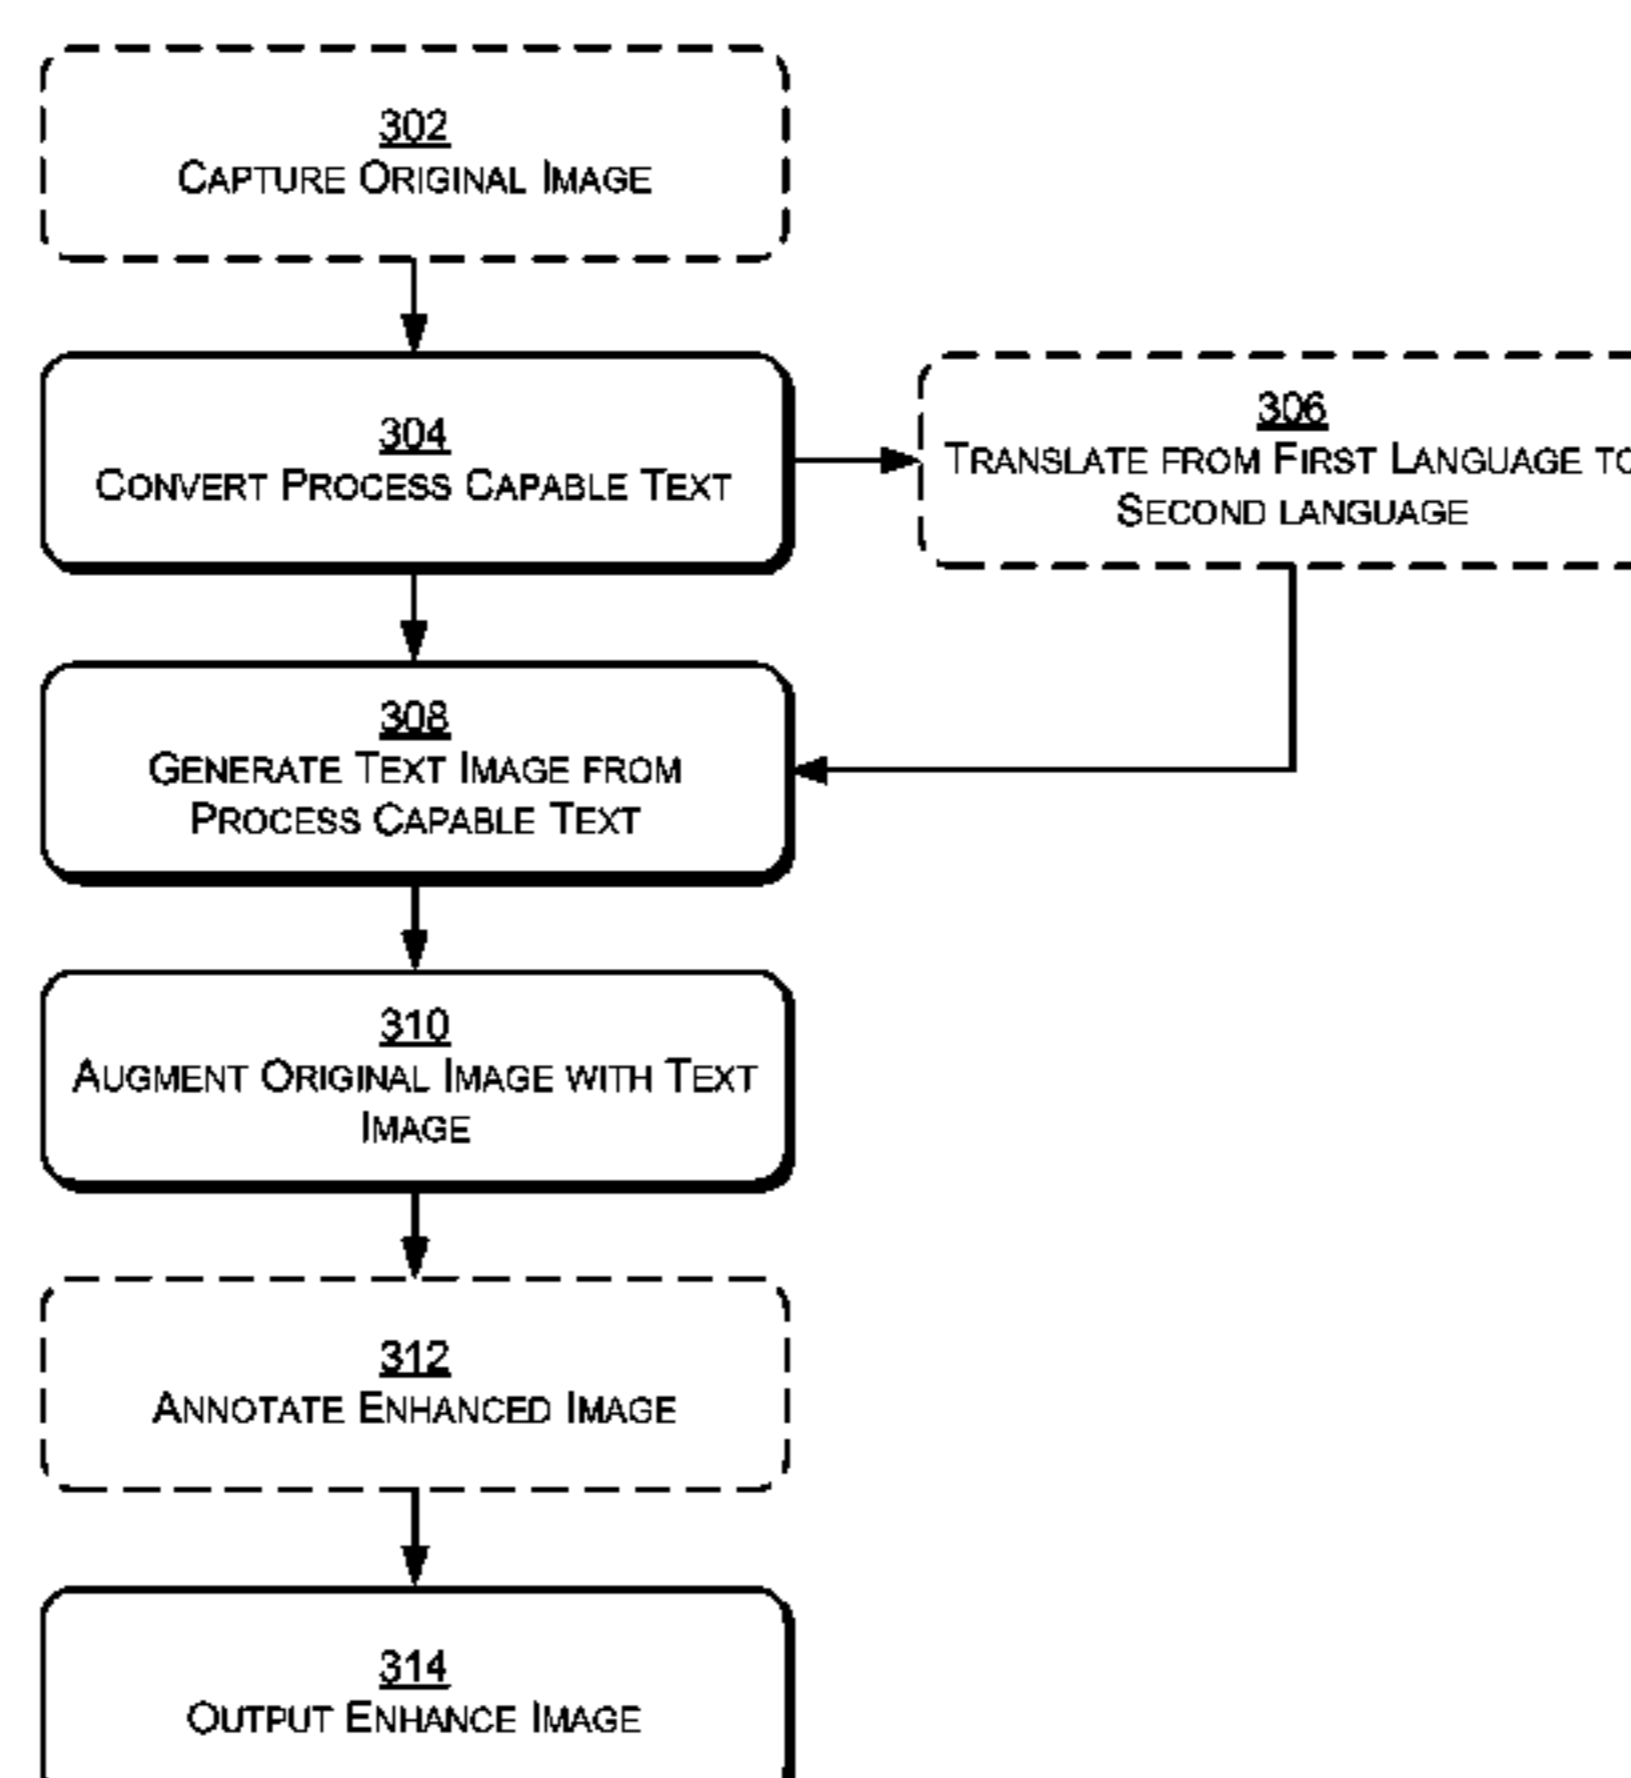 302
CAPTURE ORIGINAL IMAGE
304
CONVERT PROCESS CAPABLE TEXT
306
TRANSLATE FROM FIRST LANGUAGE TO
SECOND LANGUAGE
308
GENERATE TEXT IMAGE FROM
PROCESS CAPABLE TEXT
310
AUGMENT ORIGINAL IMAGE WITH TEXT
IMAGE
312
ANNOTATE ENHANCED IMAGE
314
OUTPUT ENHANCE IMAGE